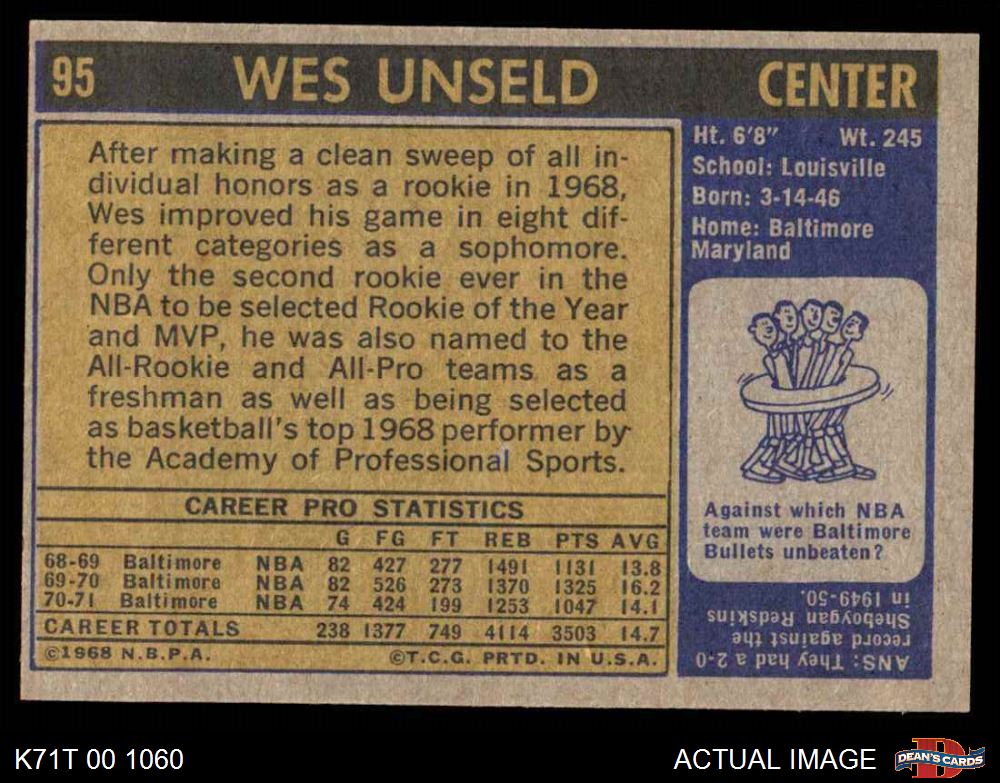 95 WES UNSELD CENTER
After making a clean sweep of all in-
dividual honors as a rookie in 1968,
Wes improved his game in eight dif-
ferent categories as a sophomore.
Only the second rookie ever in the
NBA to be selected Rookie of the Year
and MVP, he was also named to the
All-Rookie and All-Pro teams as a
freshman as well as being selected
as basketball's top 1968 performer by
the Academy of Professional Sports.
CAREER PRO STATISTICS
G FG FT REB PTS AVG
68-69 Baltimore NBA 82 427 277 1491 1131 13.8
69-70 Baltimore NBA 82 526 273 1370 1325 16.2
70-71 Baltimore NBA 74 424 199 1253 1047 14.1
CAREER TOTALS 238 1377 749 4114 3503 14.7
©1968 N.B.P.A. ©T.C.G. PRTD. IN U.S.A.
Ht. 6'8" Wt. 245
School: Louisville
Born: 3-14-46
Home: Baltimore
Maryland
Against which NBA
team were Baltimore
Bullets unbeaten?
ANS: They had a 2-0
record against the
Sheboygan Redskins
in 1949-50.
K71T 00 1060 ACTUAL IMAGE
D
DEAN'S CARDS